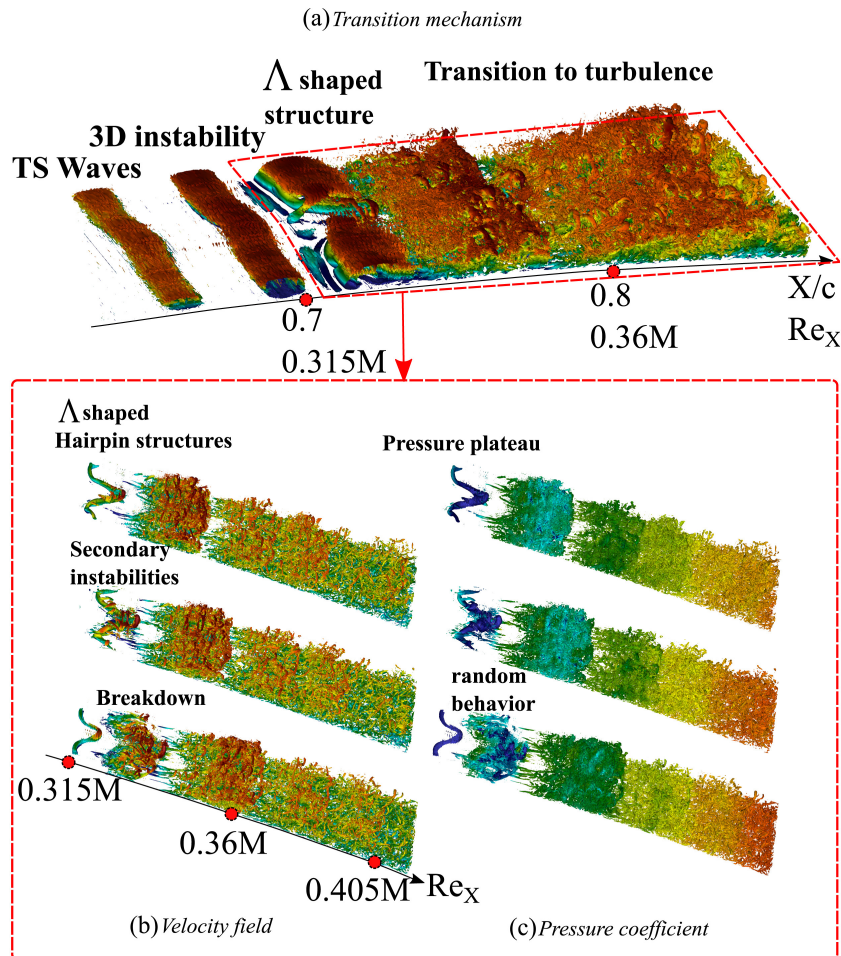 (a) Transition mechanism
Λ shaped
structure
Transition to turbulence
3D instability
TS Waves
0.7
0.8
X/c
0.315M
0.36M
ReX
Λ shaped
Hairpin structures
Pressure plateau
Secondary
instabilities
random
behavior
Breakdown
0.315M
0.36M
0.405M
ReX
(b) Velocity field
(c) Pressure coefficient